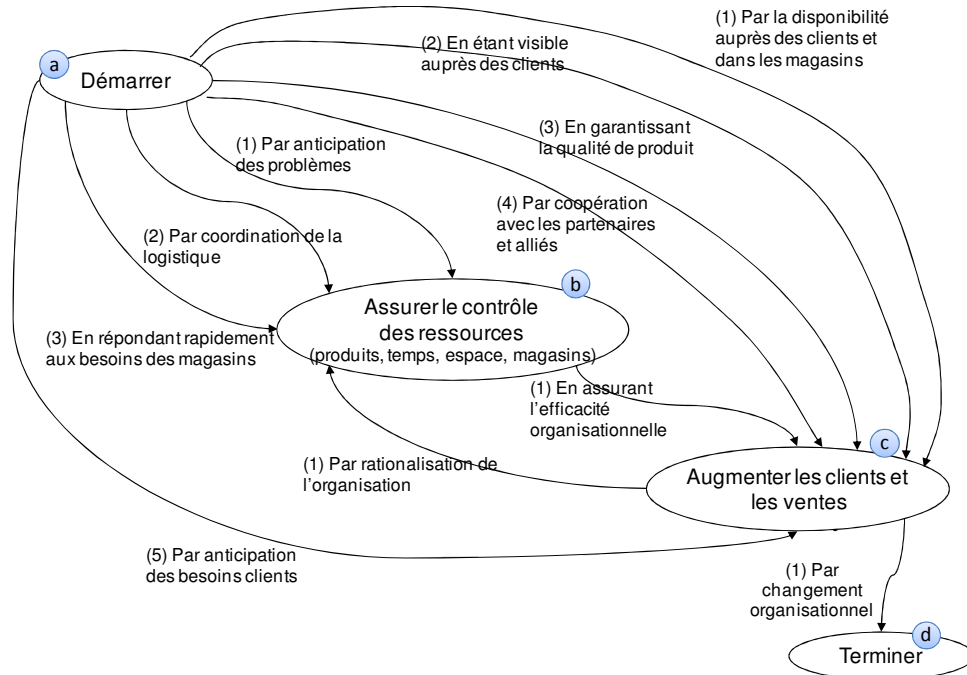 (1) Par la disponibilité
auprès des clients et
dans les magasins
(2) En étant visible
auprès des clients
a
Démarrer
(3) En garantissant
la qualité de produit
(1) Par anticipation
des problèmes
(4) Par coopération
avec les partenaires
et alliés
(2) Par coordination de la
logistique
b
Assurer le contrôle
des ressources
(produits, temps, espace, magasins)
(3) En répondant rapidement
aux besoins des magasins
(1) En assurant
l'efficacité
organisationnelle
c
Augmenter les clients et
les ventes
(1) Par rationalisation de
l'organisation
(5) Par anticipation
des besoins clients
(1) Par
changement
organisationnel
d
Terminer